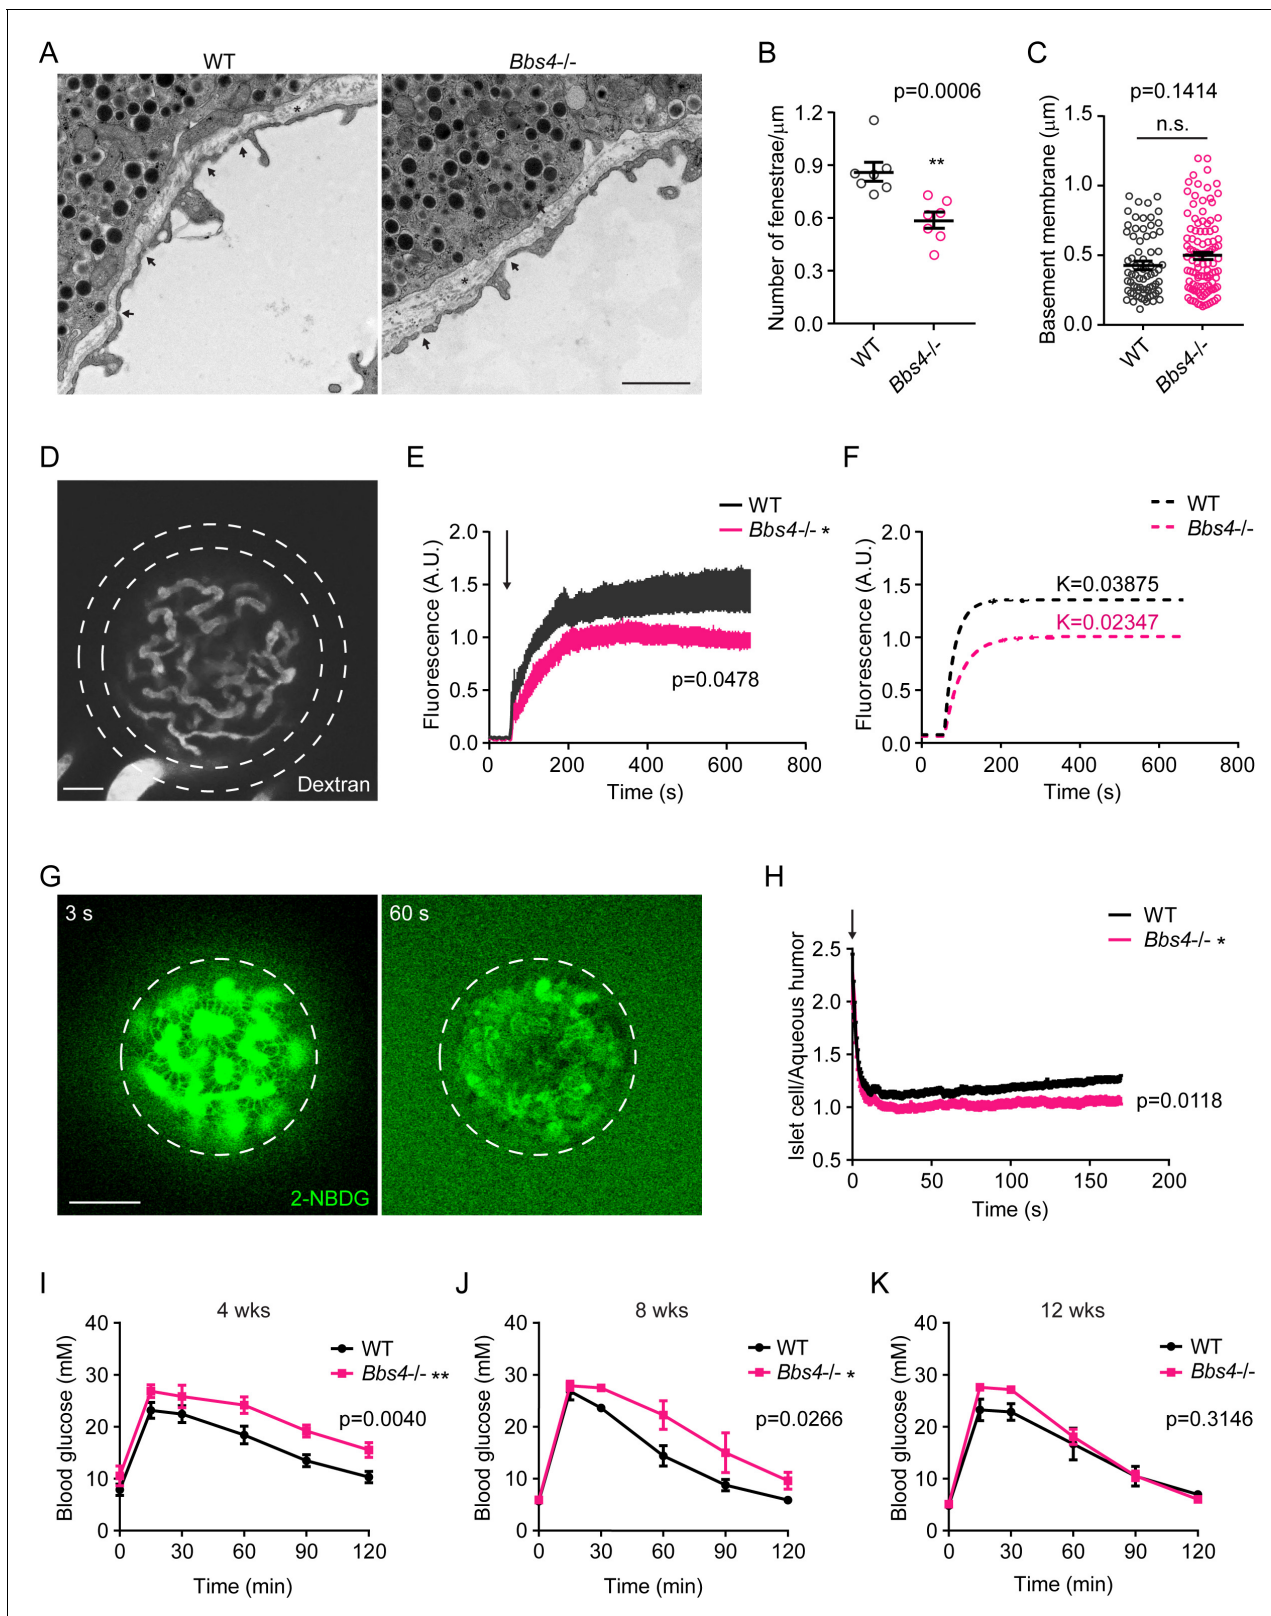 A
WT
Bbs4-/-
*
*
B
p=0.0006
Number of fenestrae/μm
1.2
0.9
0.6
0.3
0.0
**
WT
Bbs4-/-
C
p=0.1414
n.s.
Basement membrane (μm)
1.5
1.0
0.5
0.0
WT
Bbs4-/-
D
Dextran
E
WT
Bbs4-/- *
Fluorescence (A.U.)
2.0
1.5
1.0
0.5
0.0
p=0.0478
0 200 400 600 800
Time (s)
F
WT
Bbs4-/-
Fluorescence (A.U.)
2.0
1.5
1.0
0.5
0.0
K=0.03875
K=0.02347
0 200 400 600 800
Time (s)
G
3 s
2-NBDG
60 s
H
WT
Bbs4-/- *
Islet cell/Aqueous humor
2.5
2.0
1.5
1.0
0.5
p=0.0118
0 50 100 150 200
Time (s)
I
4 wks
Blood glucose (mM)
40
30
20
10
0
WT
Bbs4-/- **
p=0.0040
0 30 60 90 120
Time (min)
J
8 wks
Blood glucose (mM)
40
30
20
10
0
WT
Bbs4-/- *
p=0.0266
0 30 60 90 120
Time (min)
K
12 wks
Blood glucose (mM)
40
30
20
10
0
WT
Bbs4-/-
p=0.3146
0 30 60 90 120
Time (min)